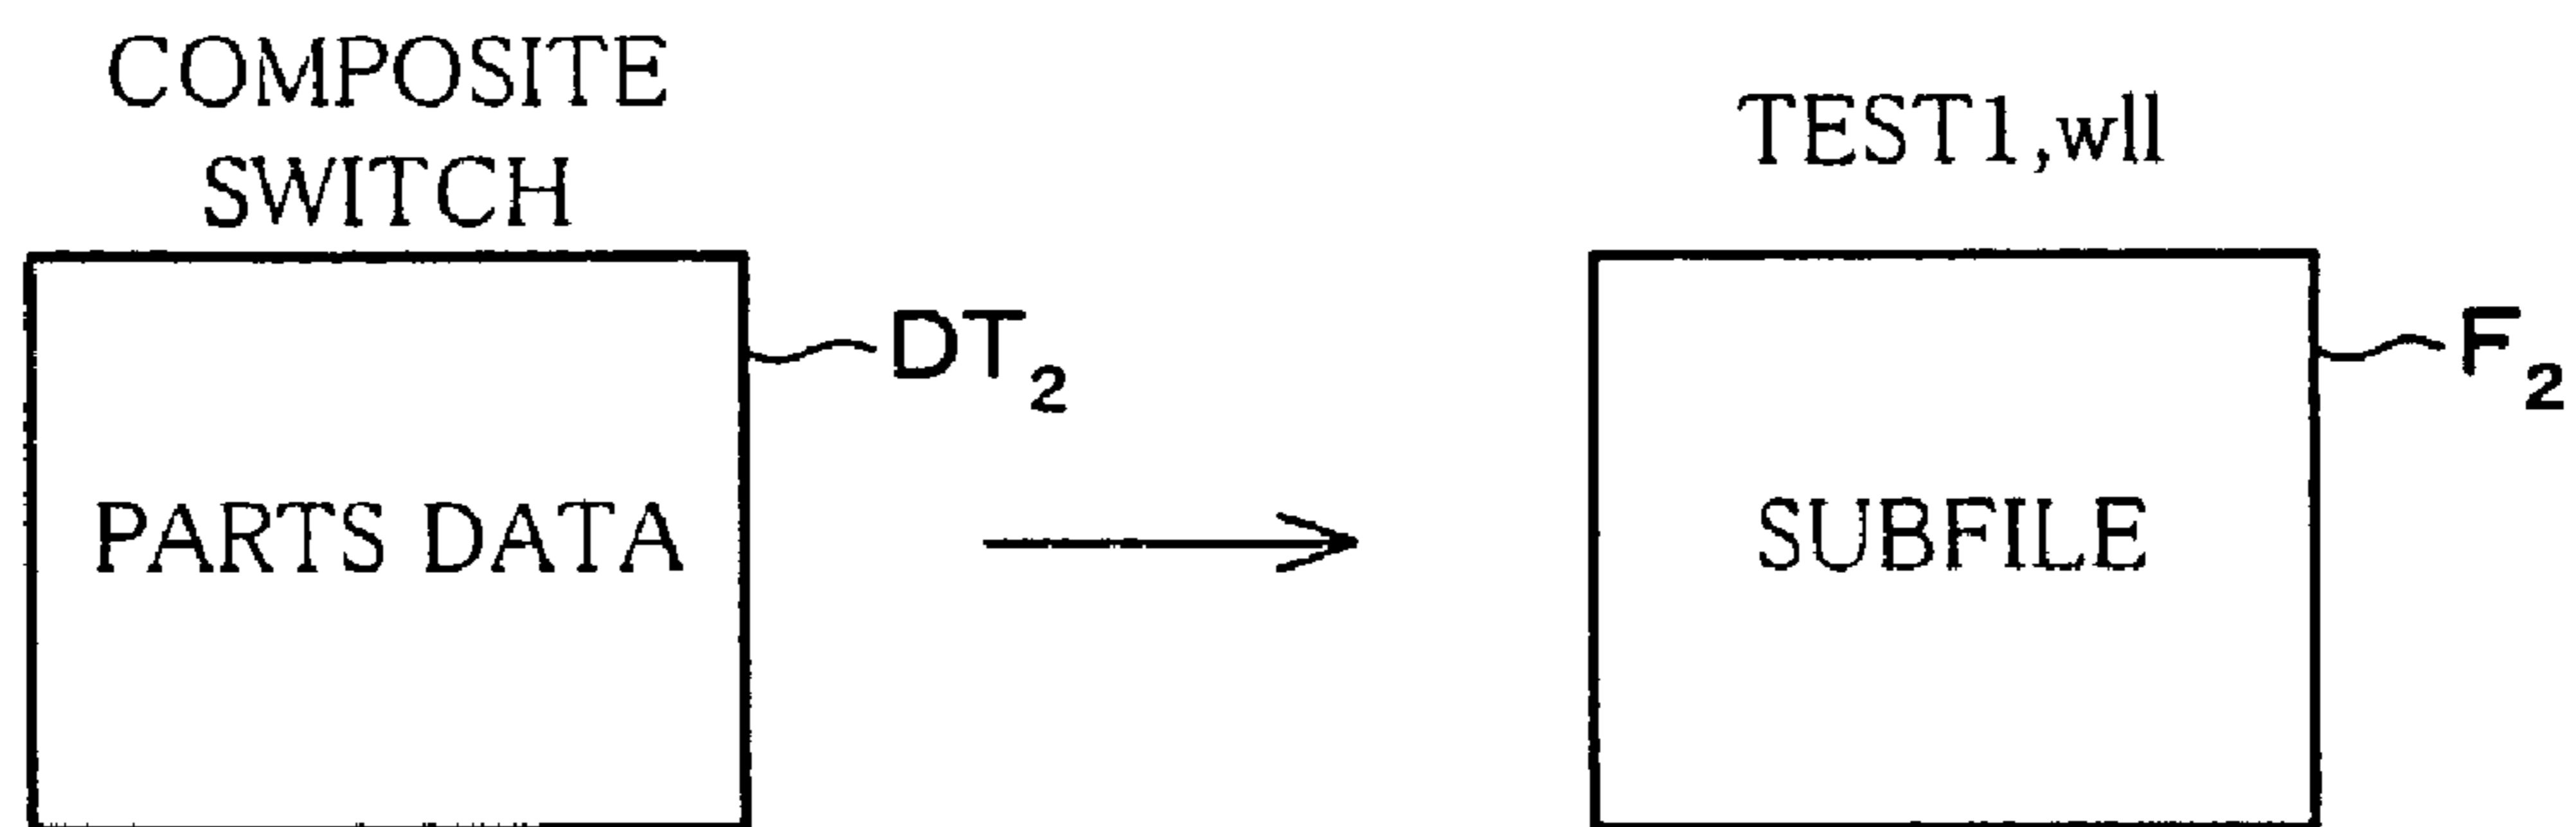 COMPOSITE
SWITCH
PARTS DATA
DT₂
TEST1,wll
SUBFILE
F₂